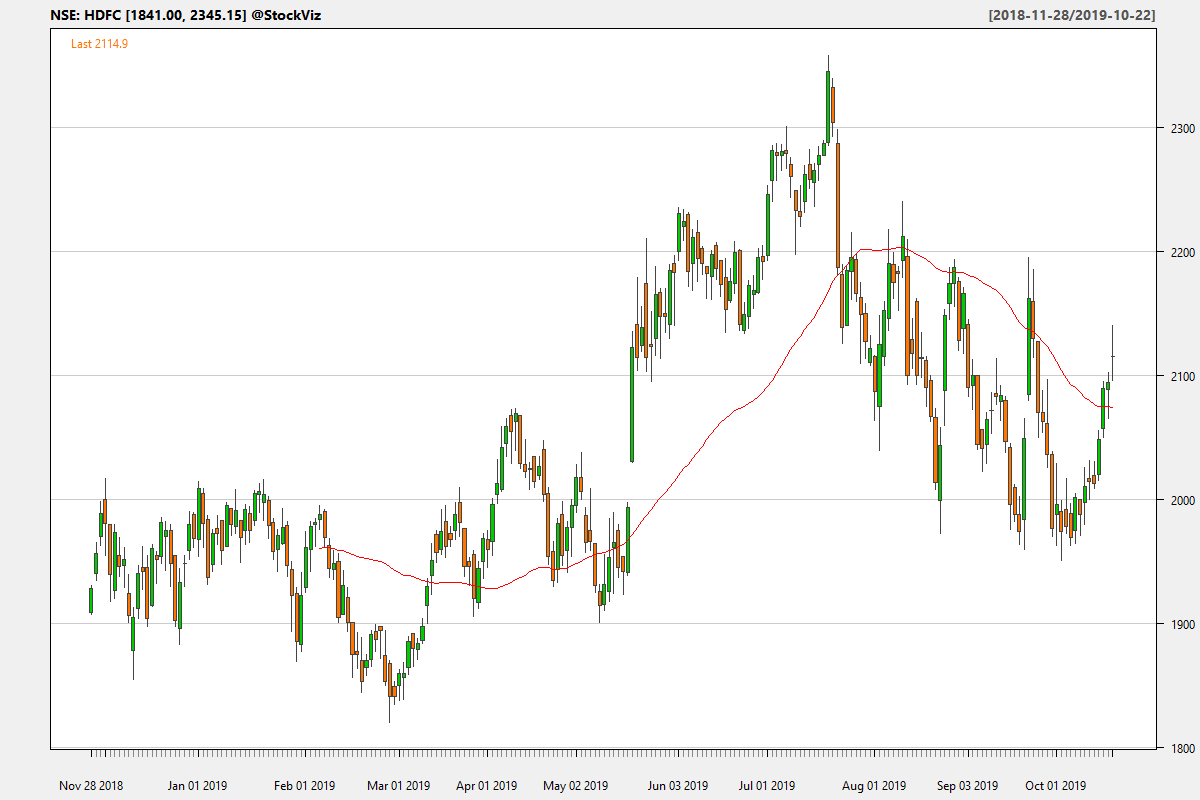 NSE: HDFC [1841.00, 2345.15] @StockViz [2018-11-28/2019-10-22]
Last 2114.9
2300
2200
2100
2000
1900
1800
Nov 28 2018 Jan 01 2019 Feb 01 2019 Mar 01 2019 Apr 01 2019 May 02 2019 Jun 03 2019 Jul 01 2019 Aug 01 2019 Sep 03 2019 Oct 01 2019